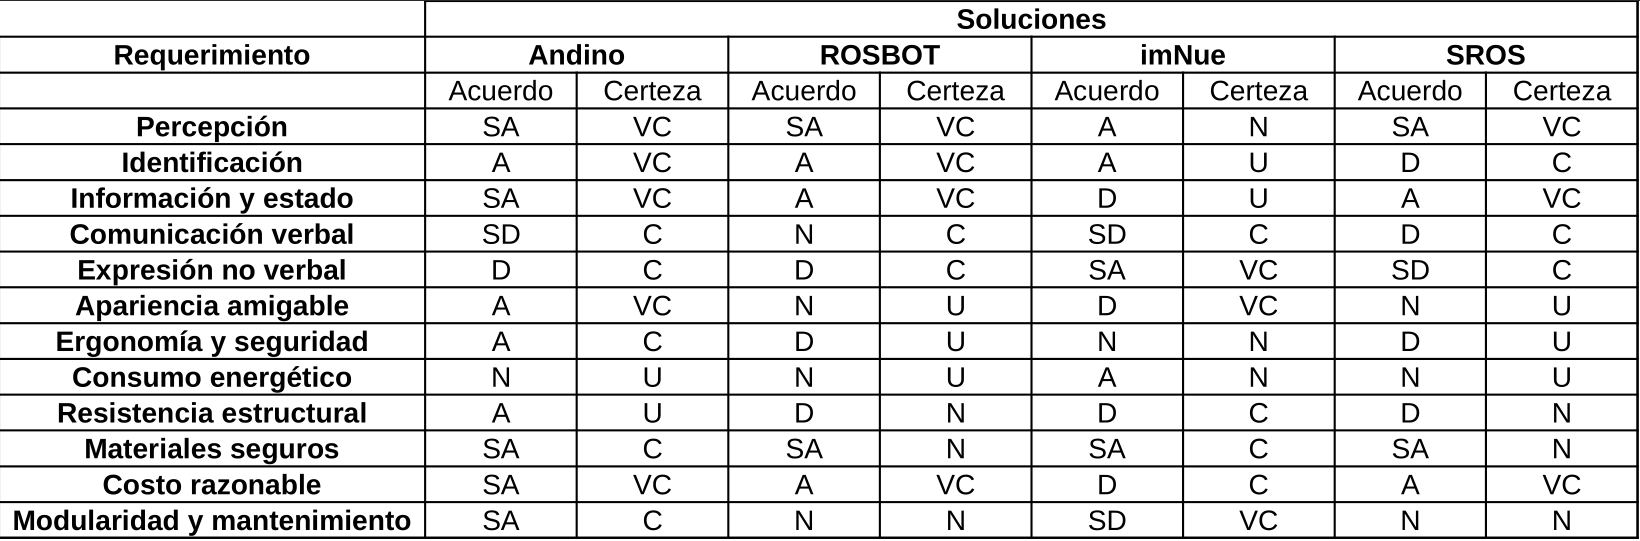 Soluciones
Requerimiento Andino ROSBOT imNue SROS
Acuerdo Certeza Acuerdo Certeza Acuerdo Certeza Acuerdo Certeza
Percepción SA VC SA VC A N SA VC
Identificación A VC A VC A U D C
Información y estado SA VC A VC D U A VC
Comunicación verbal SD C N C SD C D C
Expresión no verbal D C D C SA VC SD C
Apariencia amigable A VC N U D VC N U
Ergonomía y seguridad A C D U N N D U
Consumo energético N U N U A N N U
Resistencia estructural A U D N D C D N
Materiales seguros SA C SA N SA C SA N
Costo razonable SA VC A VC D C A VC
Modularidad y mantenimiento SA C N N SD VC N N